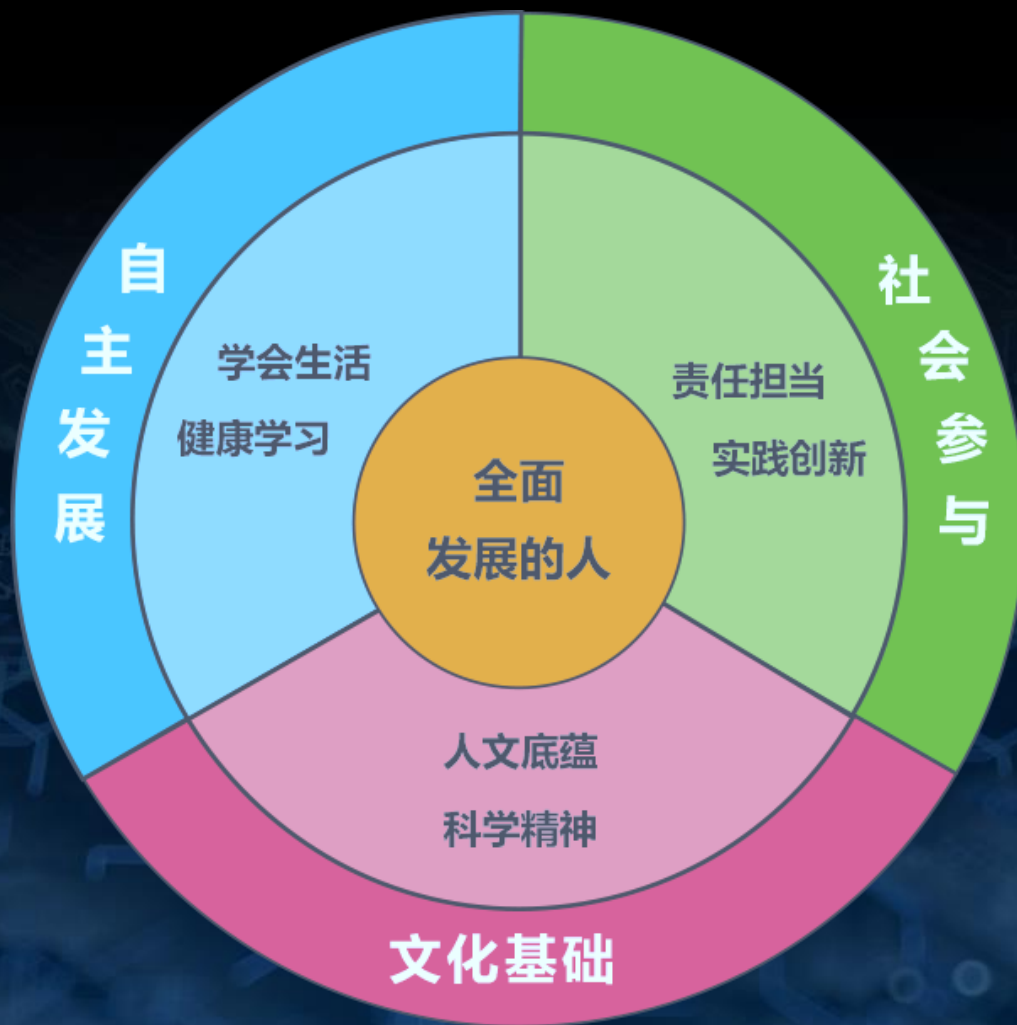 自主发展
学会生活
健康学习
社会参与
责任担当
实践创新
全面
发展的人
人文底蕴
科学精神
文化基础